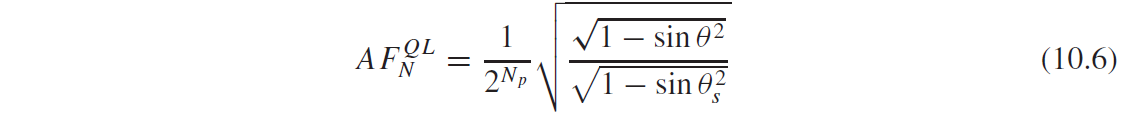 $AF_N^{QL} = \frac{1}{2^{N_p}} \sqrt{\frac{\sqrt{1 - \sin\theta^2}}{\sqrt{1 - \sin\theta_s^2}}}$ (10.6)